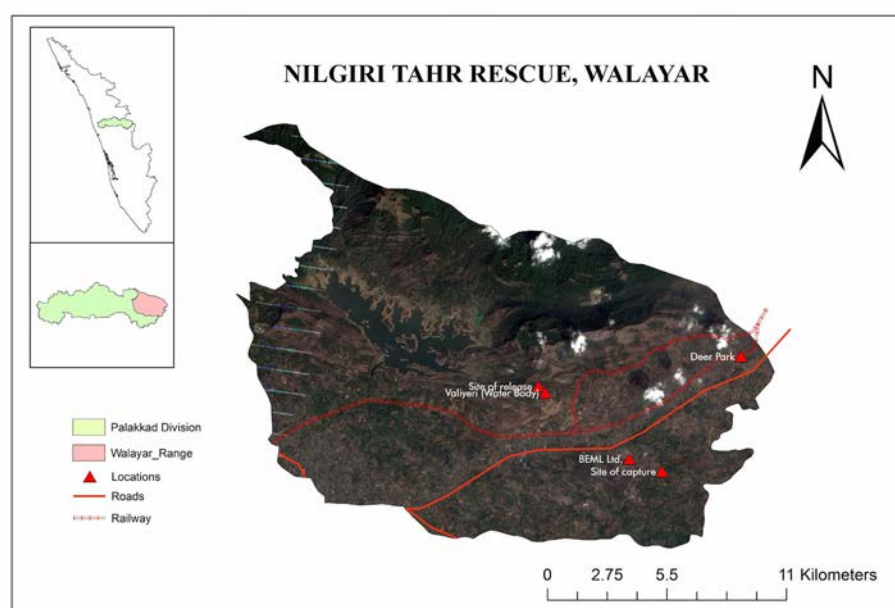 NILGIRI TAHR RESCUE, WALAYAR
N
Deer Park
Site of release
Valiyeri (Water Body)
BEML Ltd.
Site of capture
Palakkad Division
Walayar_Range
Locations
Roads
Railway
0 2.75 5.5 11 Kilometers